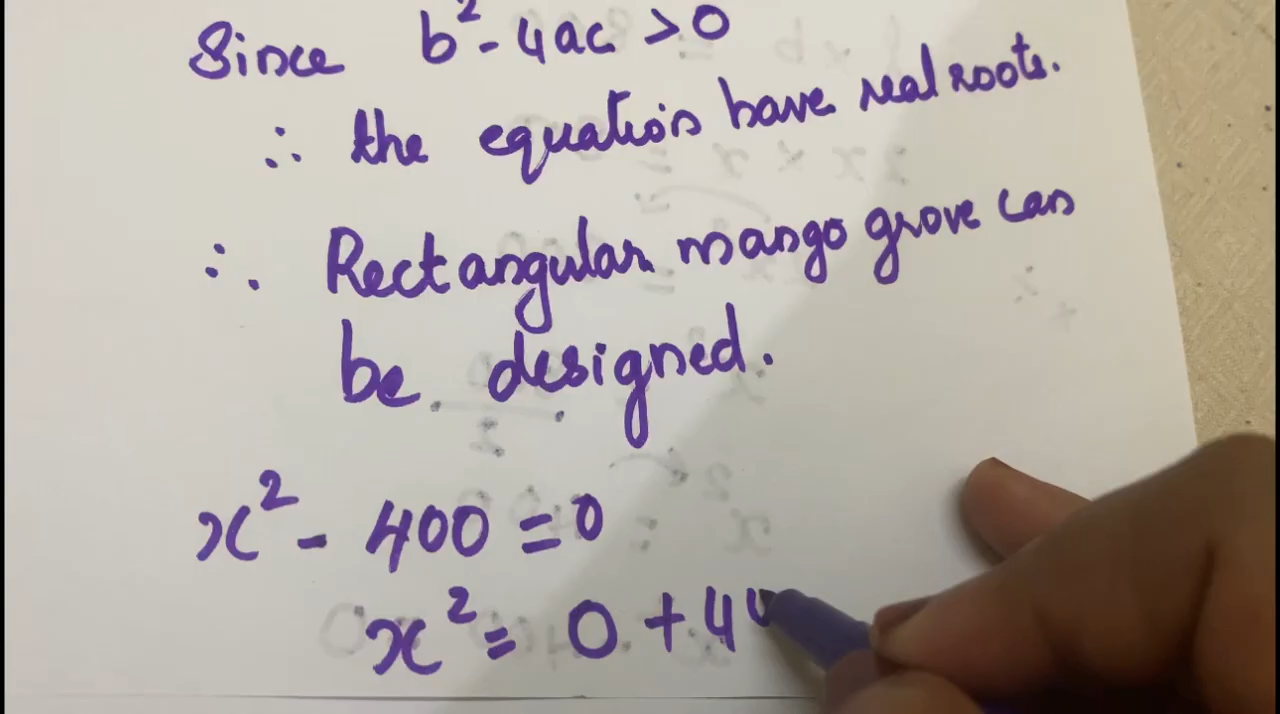 Since b² - 4ac > 0
∴ the equation have real roots.
∴ Rectangular mango grove can
be designed.
x² - 400 = 0
x² = 0 + 4